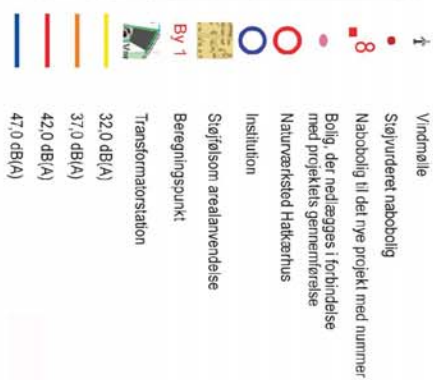 Vindmølle
Støjvurderet nabobolig
8 Nabobolig til det nye projekt med nummer
Bolig, der nedlægges i forbindelse
med projektets gennemførelse
Naturværksted Hatkærhus
Institution
Støjfølsom arealanvendelse
By 1 Beregningspunkt
Transformatorstation
32,0 dB(A)
37,0 dB(A)
42,0 dB(A)
47,0 dB(A)